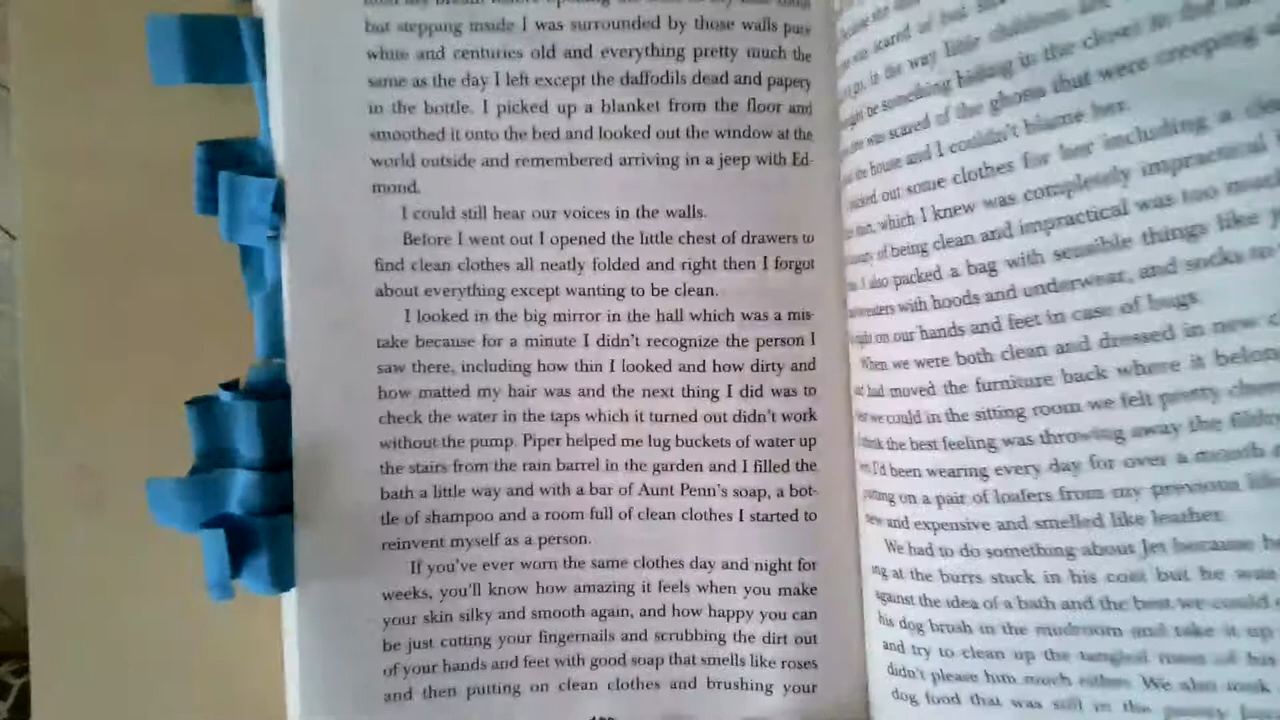 but stepping inside I was surrounded by those walls pure
white and centuries old and everything pretty much the
same as the day I left except the daffodils dead and papery
in the bottle. I picked up a blanket from the floor and
smoothed it onto the bed and looked out the window at the
world outside and remembered arriving in a jeep with Ed-
mond.
I could still hear our voices in the walls.
Before I went out I opened the little chest of drawers to
find clean clothes all neatly folded and right then I forgot
about everything except wanting to be clean.
I looked in the big mirror in the hall which was a mis-
take because for a minute I didn't recognize the person I
saw there, including how thin I looked and how dirty and
how matted my hair was and the next thing I did was to
check the water in the taps which it turned out didn't work
without the pump. Piper helped me lug buckets of water up
the stairs from the rain barrel in the garden and I filled the
bath a little way and with a bar of Aunt Penn's soap, a bot-
tle of shampoo and a room full of clean clothes I started to
reinvent myself as a person.
If you've ever worn the same clothes day and night for
weeks, you'll know how amazing it feels when you make
your skin silky and smooth again, and how happy you can
be just cutting your fingernails and scrubbing the dirt out
of your hands and feet with good soap that smells like roses
and then putting on clean clothes and brushing your
in the way little children
be something hiding in the closet to
was scared of the ghosts that were creeping
the house and I couldn't blame her.
out some clothes for her including a
which I knew was completely impractical
of being clean and impractical was too much
I also packed a bag with sensible things like
with hoods and underwear, and socks to
on our hands and feet in case of bugs.
When we were both clean and dressed in new
had moved the furniture back where it
we could in the sitting room we felt pretty
the best feeling was throwing away the
I'd been wearing every day for over a month
on a pair of loafers from my previous
new and expensive and smelled like leather.
We had to do something about Jet because
ing at the burrs stuck in his coat but he was
against the idea of a bath and the best we could
his dog brush in the mudroom and take it up
and try to clean up the tangled mess of his
didn't please him much either. We also took
dog food that was still in the